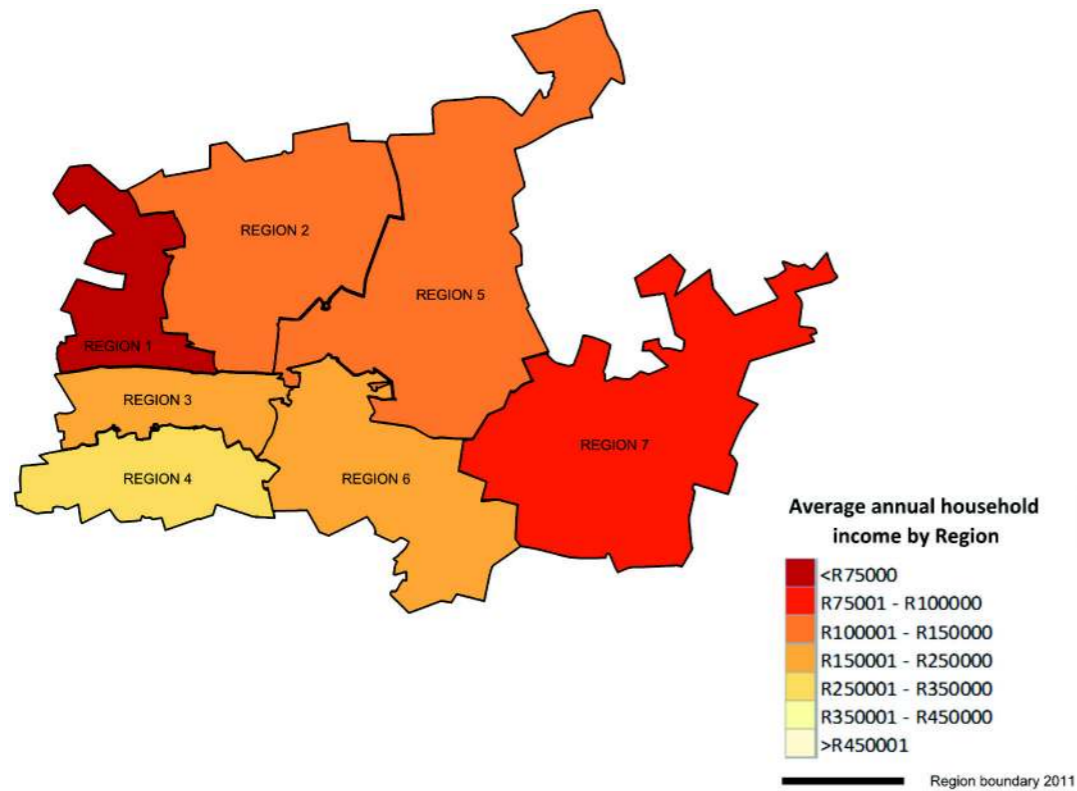 REGION 2
REGION 5
REGION 1
REGION 3
REGION 7
REGION 4
REGION 6
Average annual household
income by Region
<R75000
R75001 - R100000
R100001 - R150000
R150001 - R250000
R250001 - R350000
R350001 - R450000
>R450001
Region boundary 2011